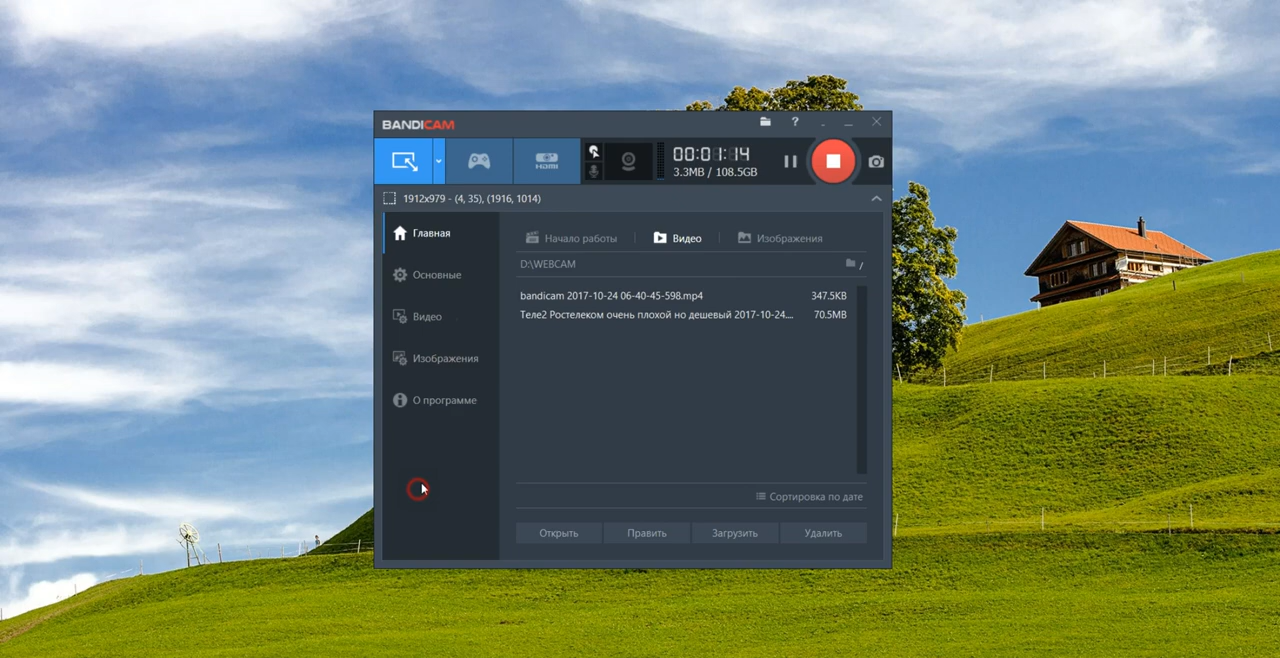 BANDICAM
?
HDMI
00:01:14
3.3MB / 108.5GB
1912x979 - (4, 35), (1916, 1014)
Главная
Основные
Видео
Изображения
О программе
Начало работы
Видео
Изображения
D:\WEBCAM
/
bandicam 2017-10-24 06-40-45-598.mp4 347.5KB
Теле2 Ростелеком очень плохой но дешевый 2017-10-24.... 70.5MB
Сортировка по дате
Открыть
Править
Загрузить
Удалить